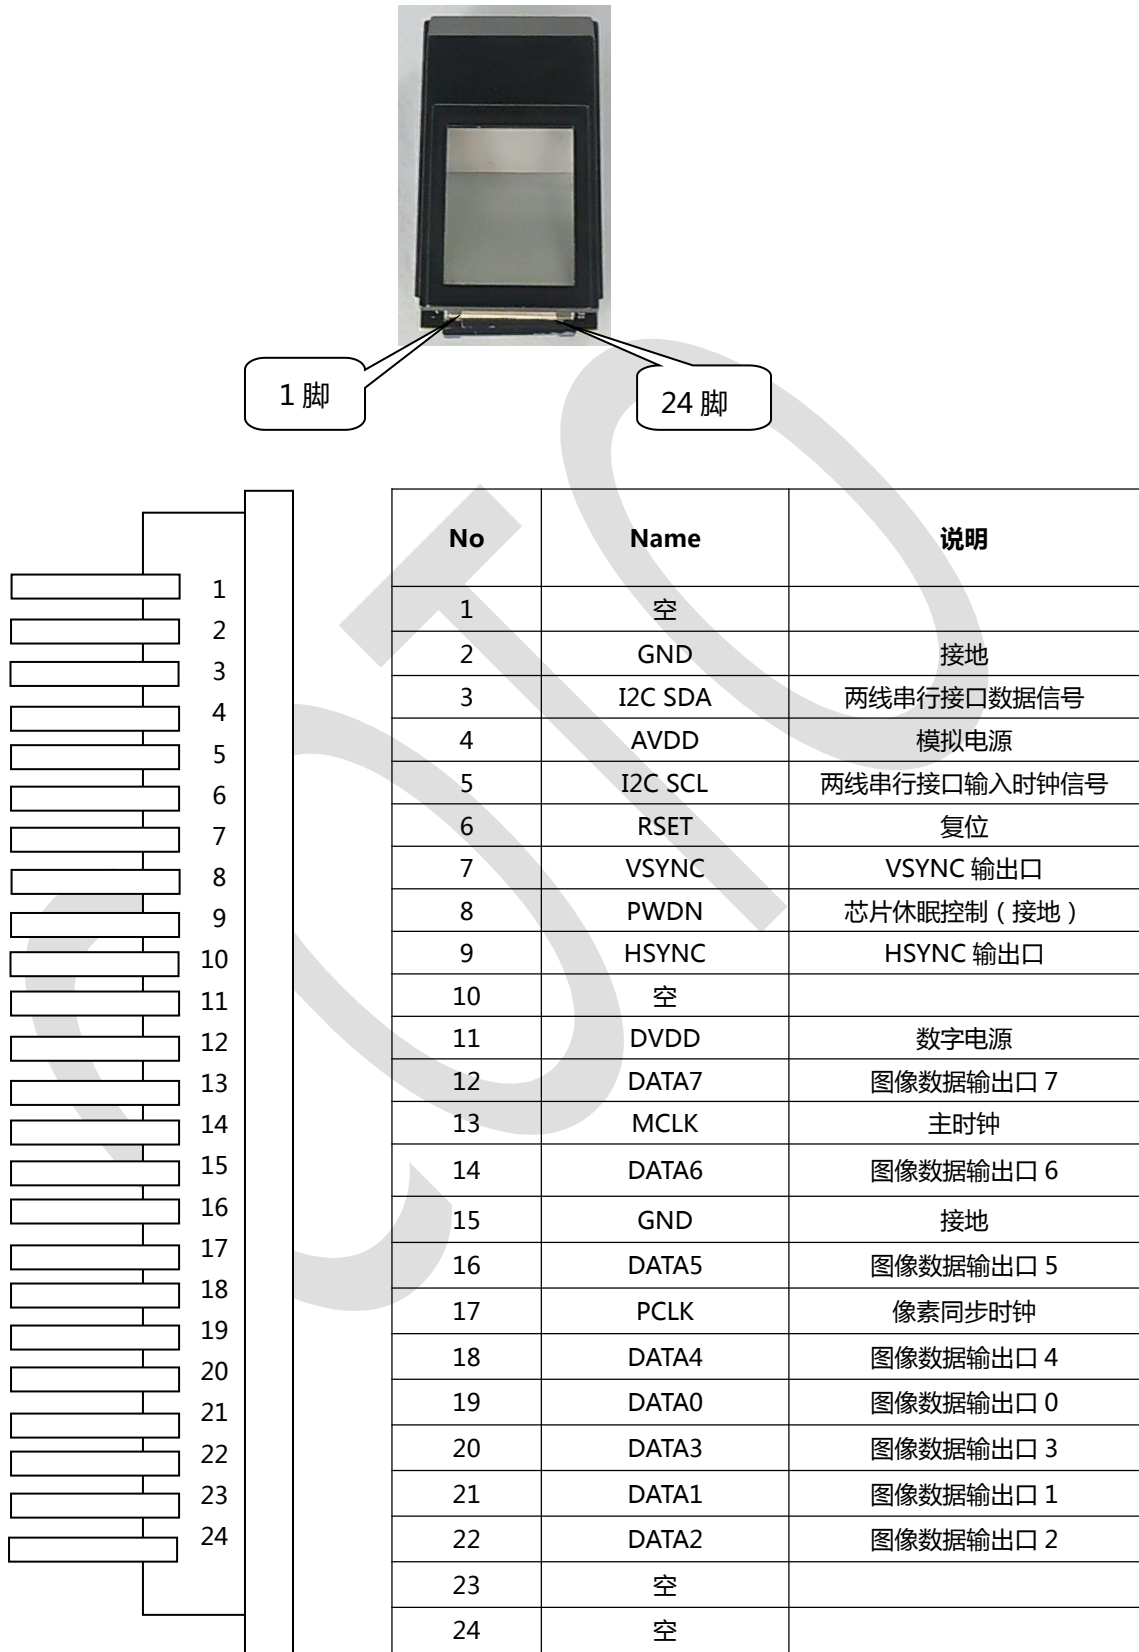 1 脚
24 脚
1
2
3
4
5
6
7
8
9
10
11
12
13
14
15
16
17
18
19
20
21
22
23
24
No Name 说明
1 空
2 GND 接地
3 I2C SDA 两线串行接口数据信号
4 AVDD 模拟电源
5 I2C SCL 两线串行接口输入时钟信号
6 RSET 复位
7 VSYNC VSYNC 输出口
8 PWDN 芯片休眠控制（接地）
9 HSYNC HSYNC 输出口
10 空
11 DVDD 数字电源
12 DATA7 图像数据输出口 7
13 MCLK 主时钟
14 DATA6 图像数据输出口 6
15 GND 接地
16 DATA5 图像数据输出口 5
17 PCLK 像素同步时钟
18 DATA4 图像数据输出口 4
19 DATA0 图像数据输出口 0
20 DATA3 图像数据输出口 3
21 DATA1 图像数据输出口 1
22 DATA2 图像数据输出口 2
23 空
24 空